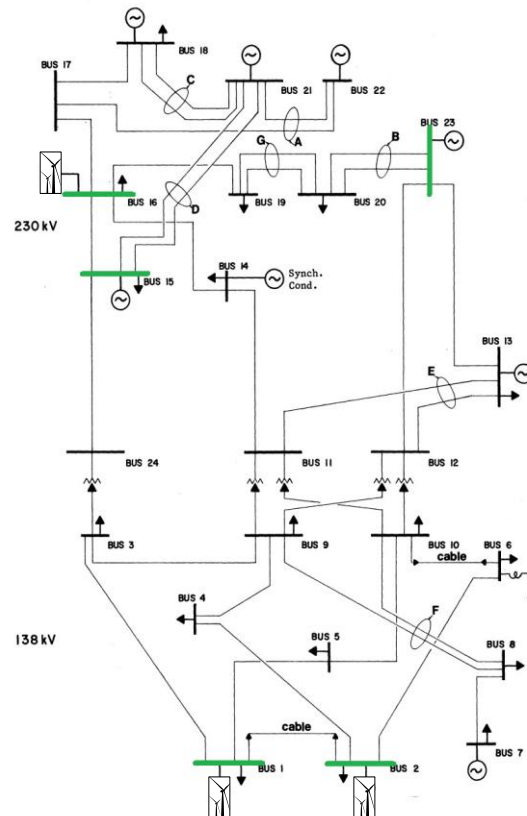 BUS 18
BUS 17
C
BUS 21
BUS 22
BUS 23
A
G
B
BUS 16
D
BUS 19
BUS 20
230 kV
BUS 15
BUS 14
Synch.
Cond.
BUS 13
E
BUS 24
BUS 11
BUS 12
BUS 3
BUS 9
BUS 10
BUS 6
cable
BUS 4
F
138 kV
BUS 5
BUS 8
cable
BUS 7
BUS 1
BUS 2